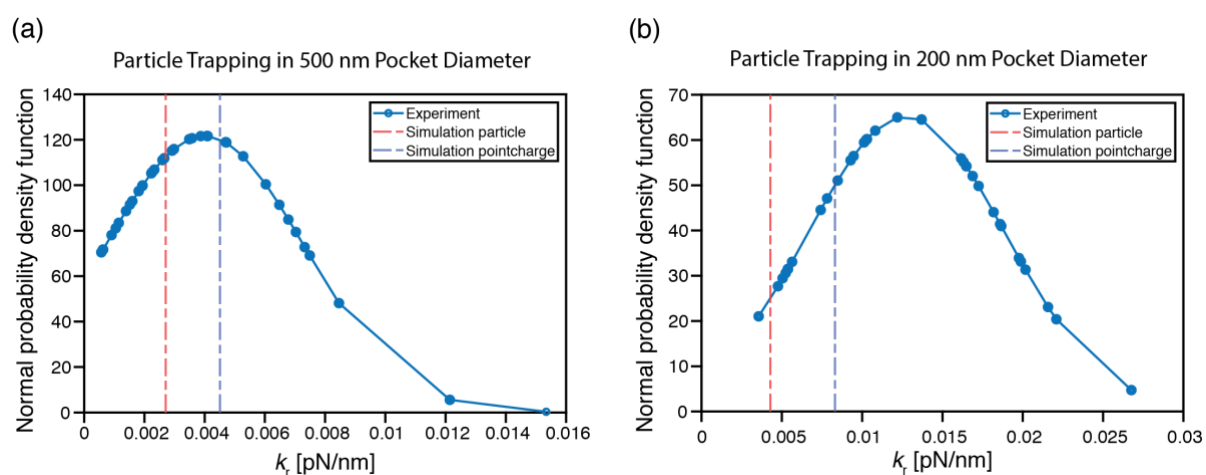 (a)
Particle Trapping in 500 nm Pocket Diameter
Normal probability density function
140
120
100
80
60
40
20
0
Experiment
Simulation particle
Simulation pointcharge
0 0.002 0.004 0.006 0.008 0.01 0.012 0.014 0.016
kr [pN/nm]
(b)
Particle Trapping in 200 nm Pocket Diameter
Normal probability density function
70
60
50
40
30
20
10
0
Experiment
Simulation particle
Simulation pointcharge
0 0.005 0.01 0.015 0.02 0.025 0.03
kr [pN/nm]